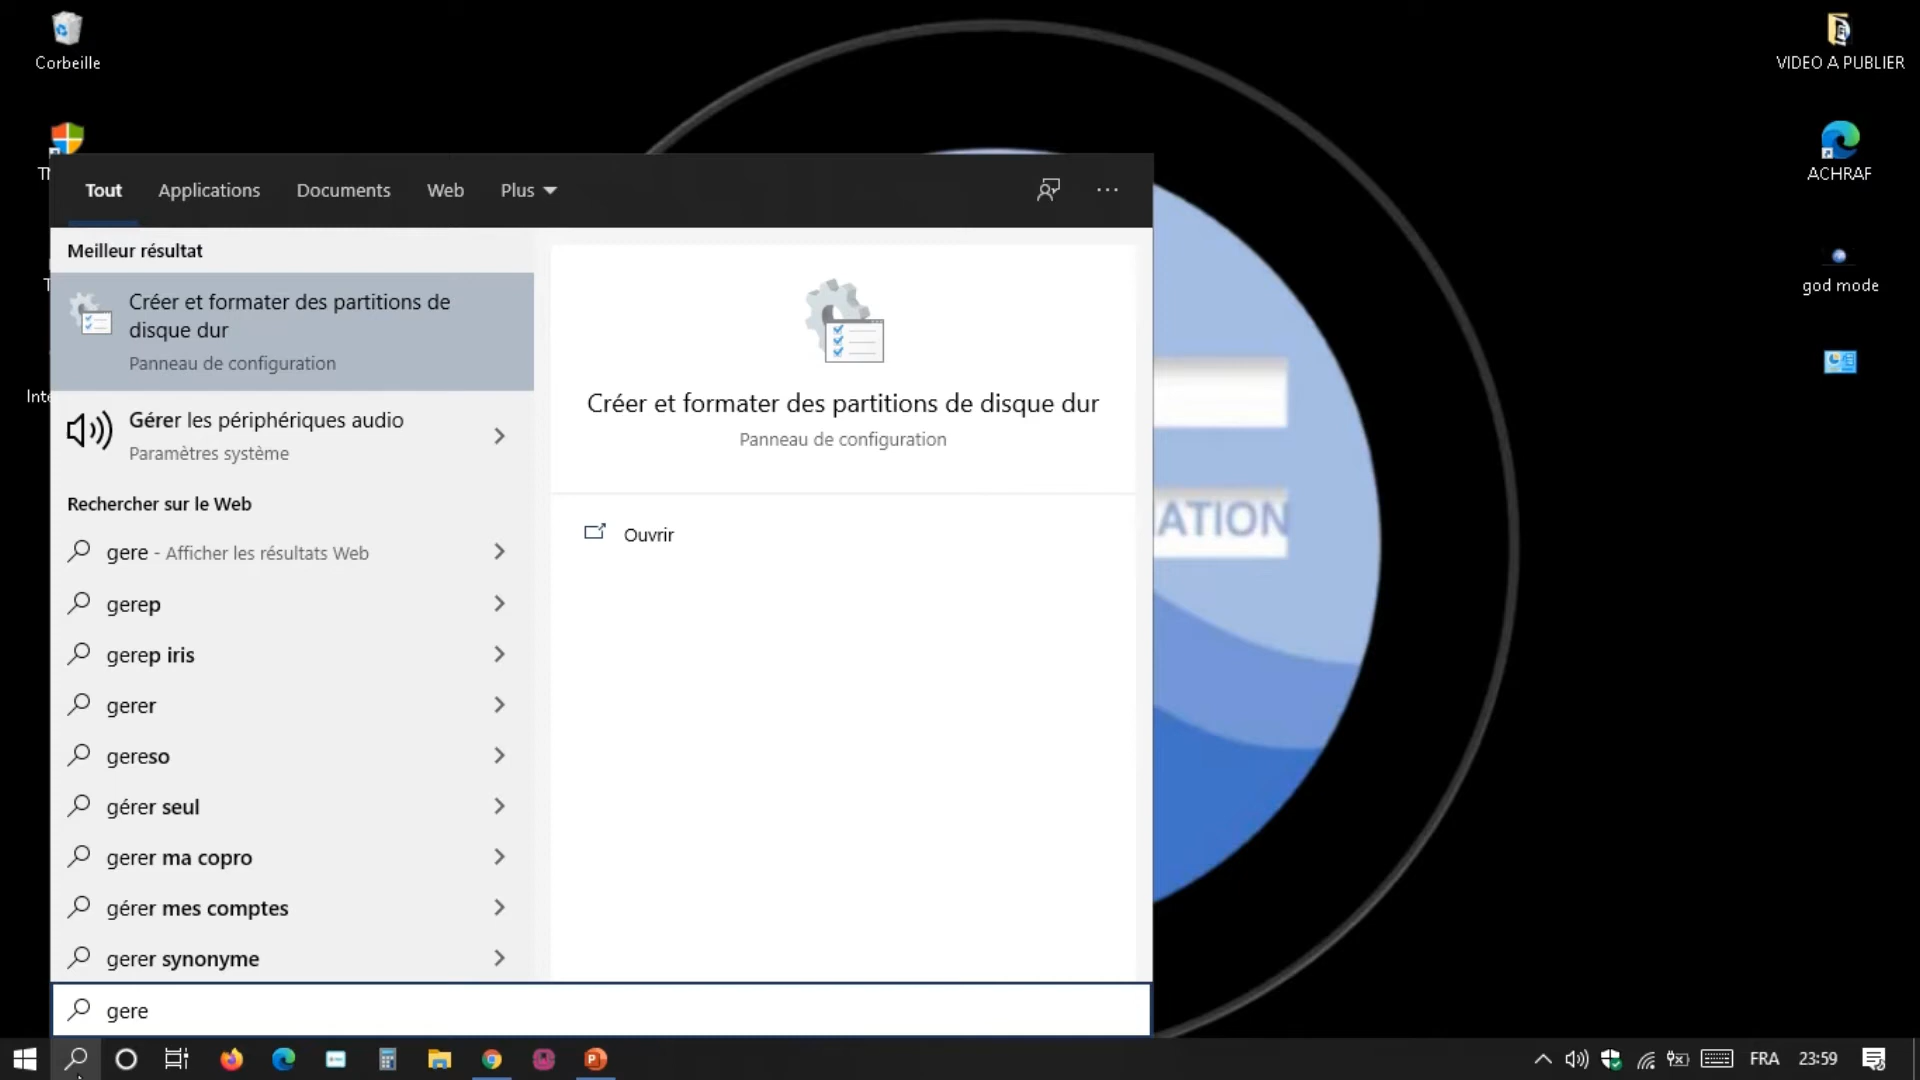 Corbeille
VIDEO A PUBLIER
ACHRAF
god mode
Tout
Applications
Documents
Web
Plus
Meilleur résultat
Créer et formater des partitions de
disque dur
Panneau de configuration
Gérer les périphériques audio
Paramètres système
Rechercher sur le Web
gere - Afficher les résultats Web
gerep
gerep iris
gerer
gereso
gérer seul
gerer ma copro
gérer mes comptes
gerer synonyme
gere
Créer et formater des partitions de disque dur
Panneau de configuration
Ouvrir
ATION
FRA
23:59